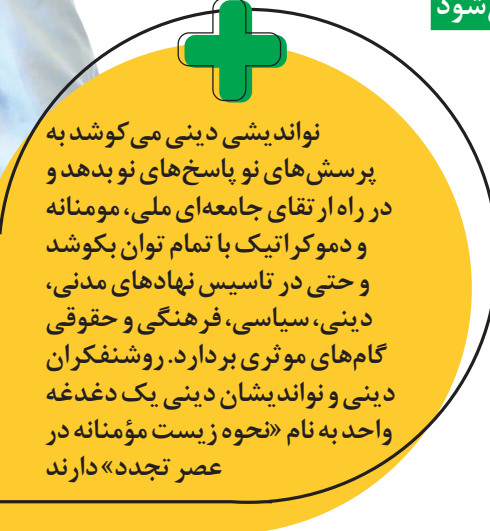 شود
نواندیشی دینی می‌کوشد به
پرسش‌های نو پاسخ‌های نو بدهد و
در راه ارتقای جامعه‌ای ملی، مومنانه
و دموکراتیک با تمام توان بکوشد
و حتی در تاسیس نهادهای مدنی،
دینی، سیاسی، فرهنگی و حقوقی
گام‌های موثری بردارد. روشنفکران
دینی و نواندیشان دینی یک دغدغه
واحد به نام «نحوه زیست مؤمنانه در
عصر تجدد» دارند